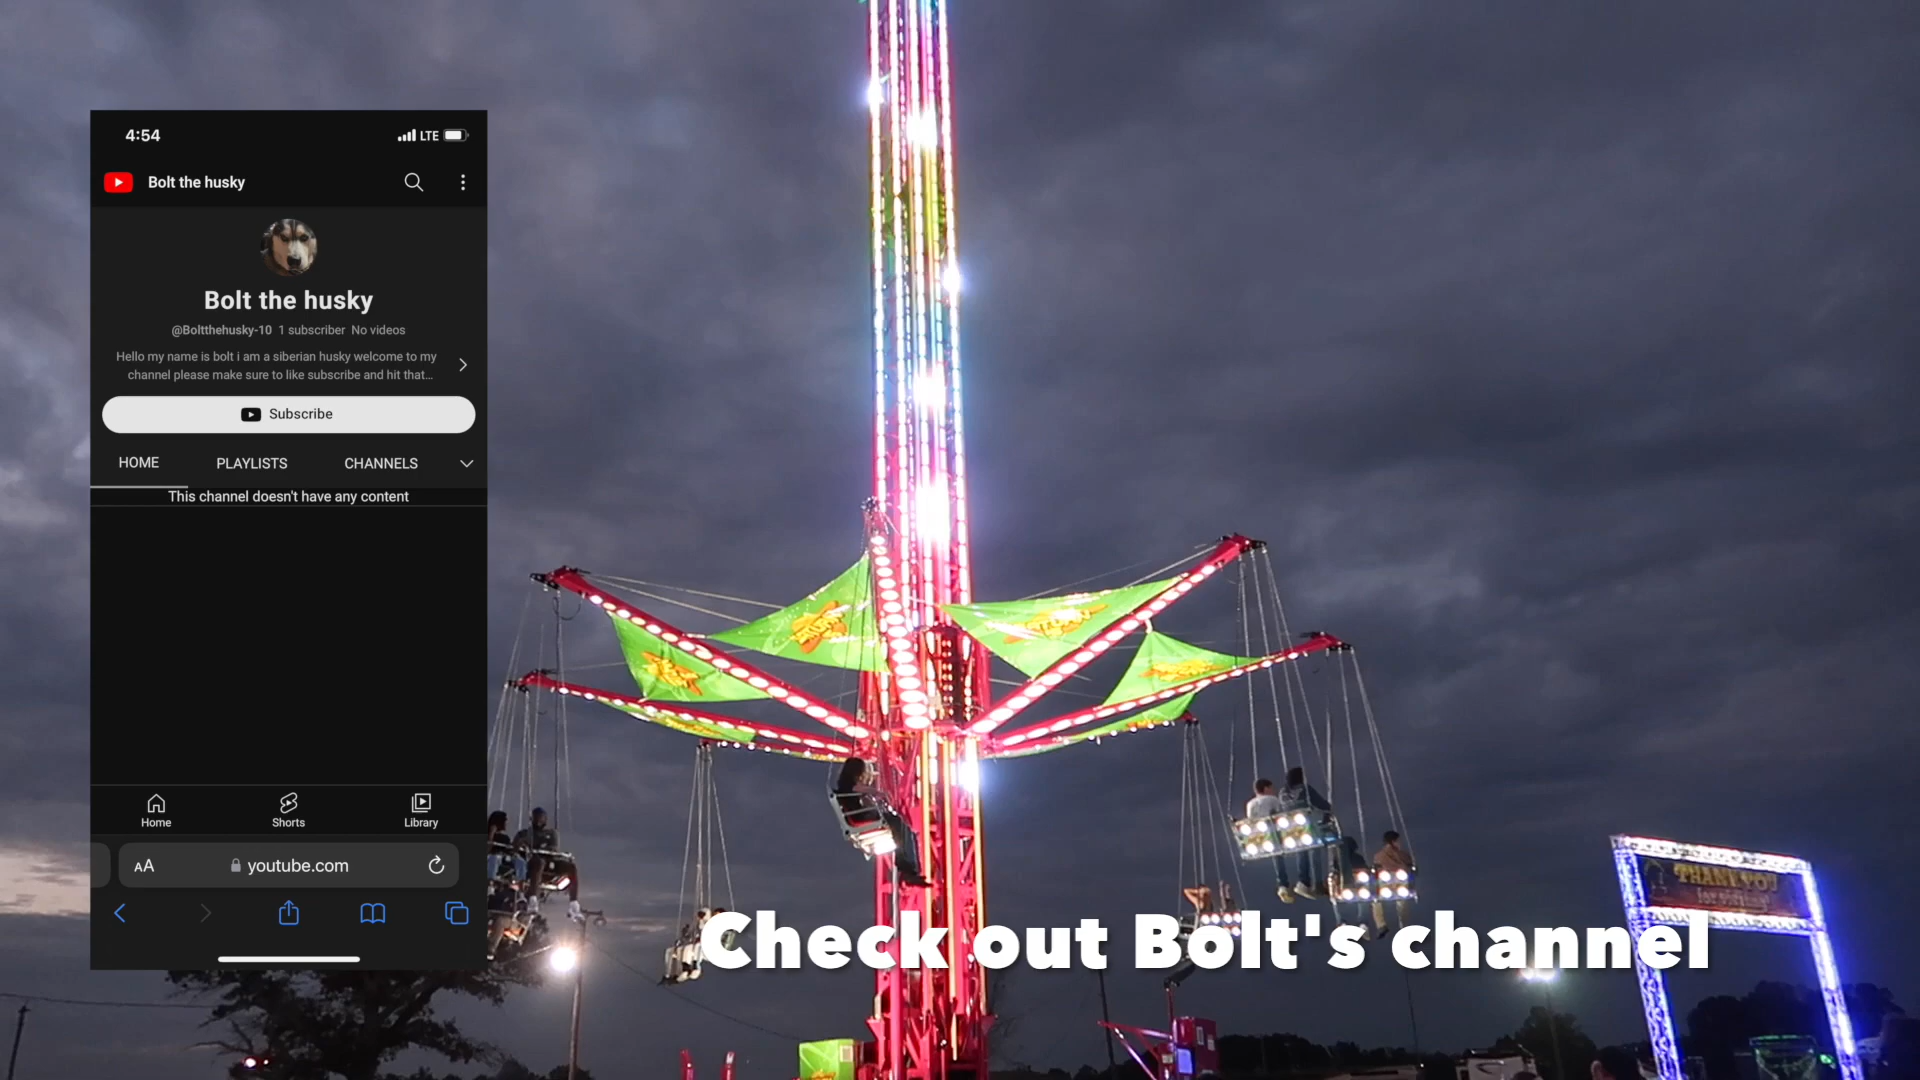 4:54
LTE
Bolt the husky
Bolt the husky
@Boltthehusky-10 1 subscriber No videos
Hello my name is bolt i am a siberian husky welcome to my
channel please make sure to like subscribe and hit that...
Subscribe
HOME PLAYLISTS CHANNELS
This channel doesn't have any content
Home Shorts Library
AA youtube.com
THANK YOU
Check out Bolt's channel